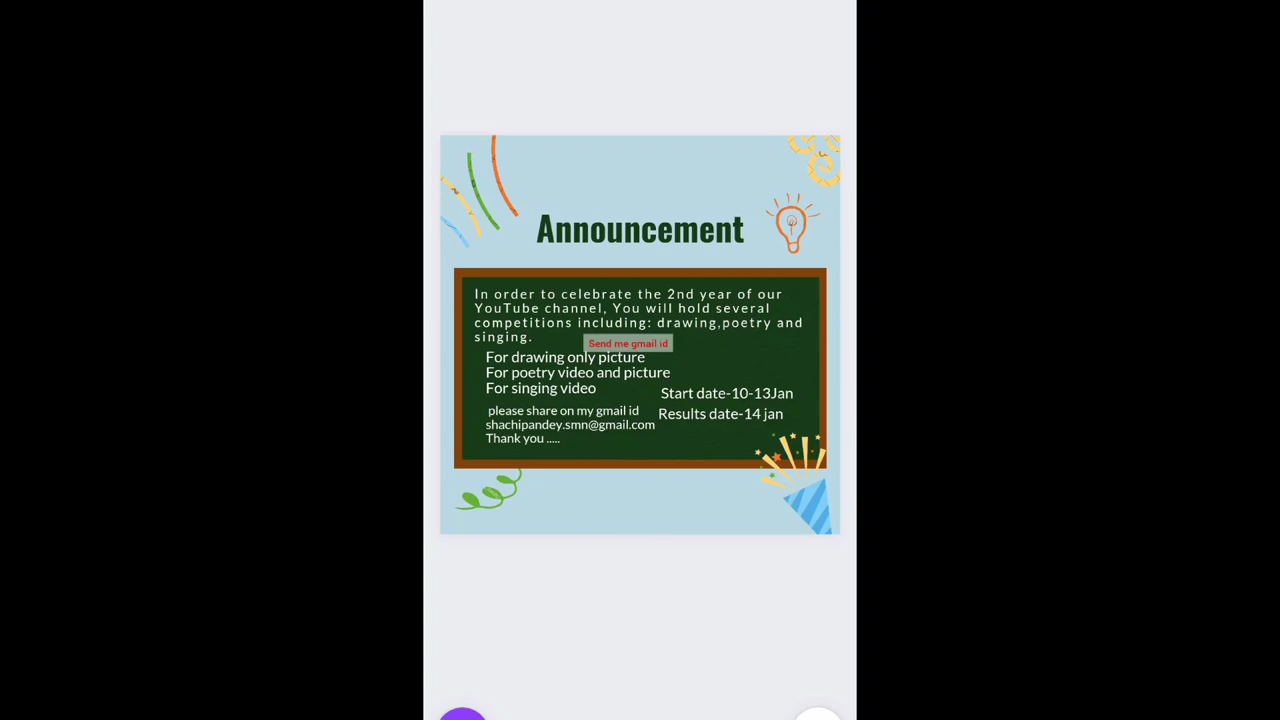 Announcement
In order to celebrate the 2nd year of our
YouTube channel, You will hold several
competitions including: drawing,poetry and
singing.
Send me gmail id
For drawing only picture
For poetry video and picture
For singing video
Start date-10-13Jan
Results date-14 jan
please share on my gmail id
shachipandey.smn@gmail.com
Thank you .....